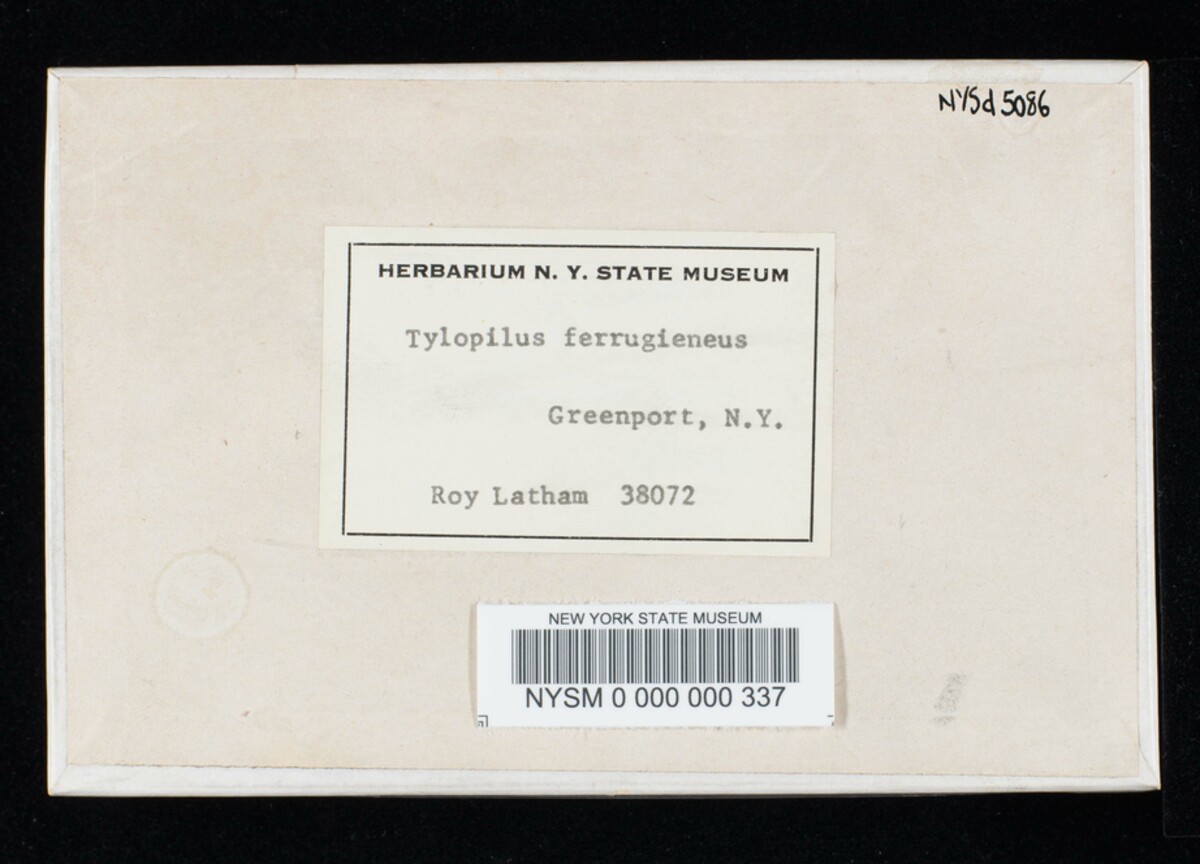 NYSd 5086
HERBARIUM N. Y. STATE MUSEUM
Tylopilus ferrugieneus
Greenport, N.Y.
Roy Latham 38072
NEW YORK STATE MUSEUM
NYSM 0 000 000 337